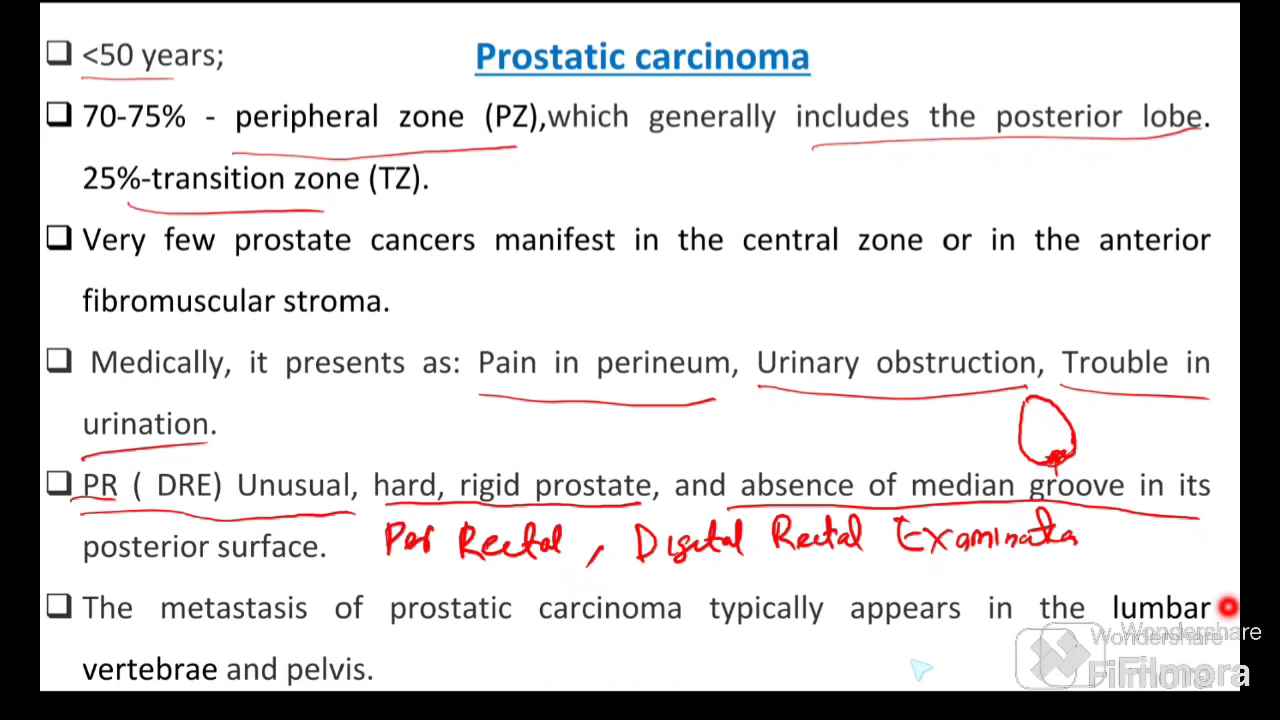 Prostatic carcinoma
❑ <50 years;
❑ 70-75% - peripheral zone (PZ),which generally includes the posterior lobe.
25%-transition zone (TZ).
❑ Very few prostate cancers manifest in the central zone or in the anterior
fibromuscular stroma.
❑ Medically, it presents as: Pain in perineum, Urinary obstruction, Trouble in
urination.
❑ PR ( DRE) Unusual, hard, rigid prostate, and absence of median groove in its
posterior surface.
Per Rectal , Digital Rectal
❑ The metastasis of prostatic carcinoma typically appears in the lumbar
vertebrae and pelvis.
Wondershare
Filmora